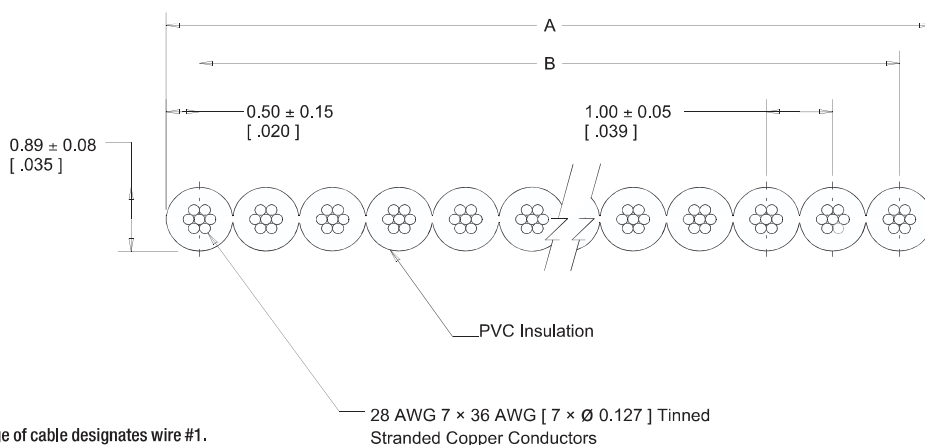 A
B
0.50 ± 0.15
[ .020 ]
1.00 ± 0.05
[ .039 ]
0.89 ± 0.08
[ .035 ]
PVC Insulation
28 AWG 7 × 36 AWG [ 7 × Ø 0.127 ] Tinned
Stranded Copper Conductors
of cable designates wire #1.